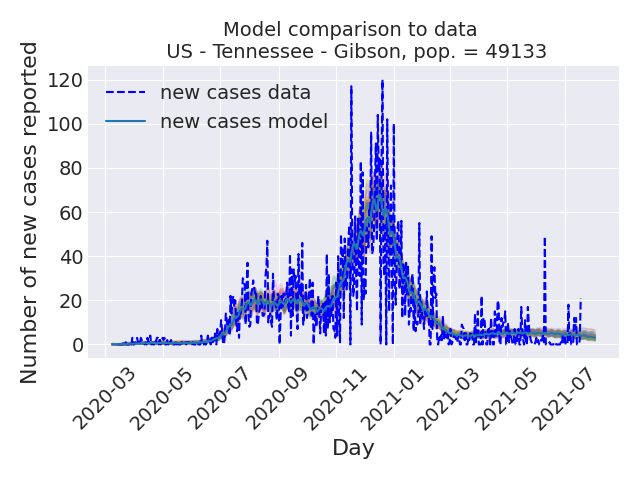 Model comparison to data
US - Tennessee - Gibson, pop. = 49133
Number of new cases reported
120
100
80
60
40
20
0
new cases data
new cases model
2020-03
2020-05
2020-07
2020-09
2020-11
2021-01
2021-03
2021-05
2021-07
Day